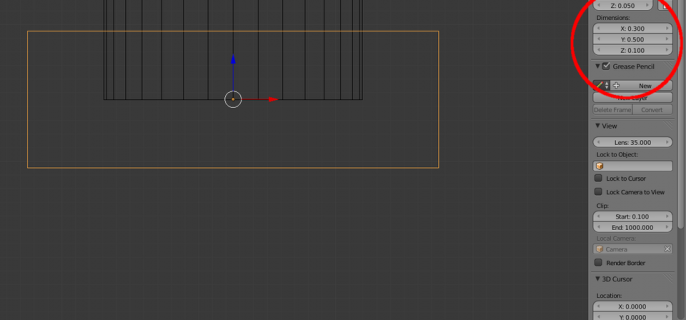 Z: 0.050
Dimensions:
X: 0.300
Y: 0.500
Z: 0.100
Grease Pencil
New
New Layer
Delete Frame Convert
View
Lens: 35.000
Lock to Object:
Lock to Cursor
Lock Camera to View
Clip:
Start: 0.100
End: 1000.000
Local Camera:
Camera
Render Border
3D Cursor
Location:
X: 0.0000
Y: 0.0000